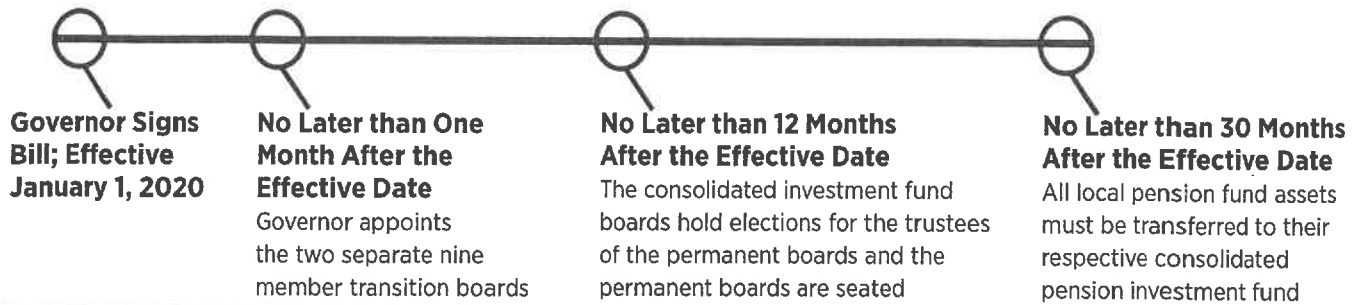 Governor Signs
Bill; Effective
January 1, 2020
No Later than One
Month After the
Effective Date
Governor appoints
the two separate nine
member transition boards
No Later than 12 Months
After the Effective Date
The consolidated investment fund
boards hold elections for the trustees
of the permanent boards and the
permanent boards are seated
No Later than 30 Months
After the Effective Date
All local pension fund assets
must be transferred to their
respective consolidated
pension investment fund